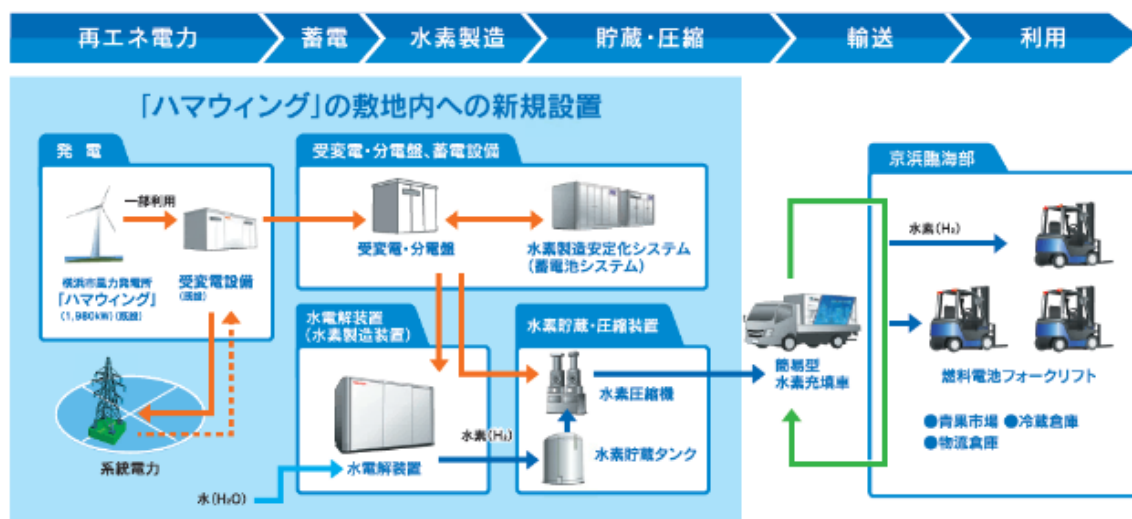 再エネ電力
蓄電
水素製造
貯蔵・圧縮
輸送
利用
「ハマウィング」の敷地内への新規設置
発電
一部利用
横浜市風力発電所
「ハマウィング」
(1,980kW)(既設)
受変電設備
(既設)
系統電力
水(H₂O)
受変電・分電盤、蓄電設備
受変電・分電盤
水素製造安定化システム
(蓄電池システム)
水電解装置
(水素製造装置)
水電解装置
水素(H₂)
水素貯蔵・圧縮装置
水素圧縮機
水素貯蔵タンク
簡易型
水素充填車
京浜臨海部
水素(H₂)
燃料電池フォークリフト
●青果市場 ●冷蔵倉庫
●物流倉庫